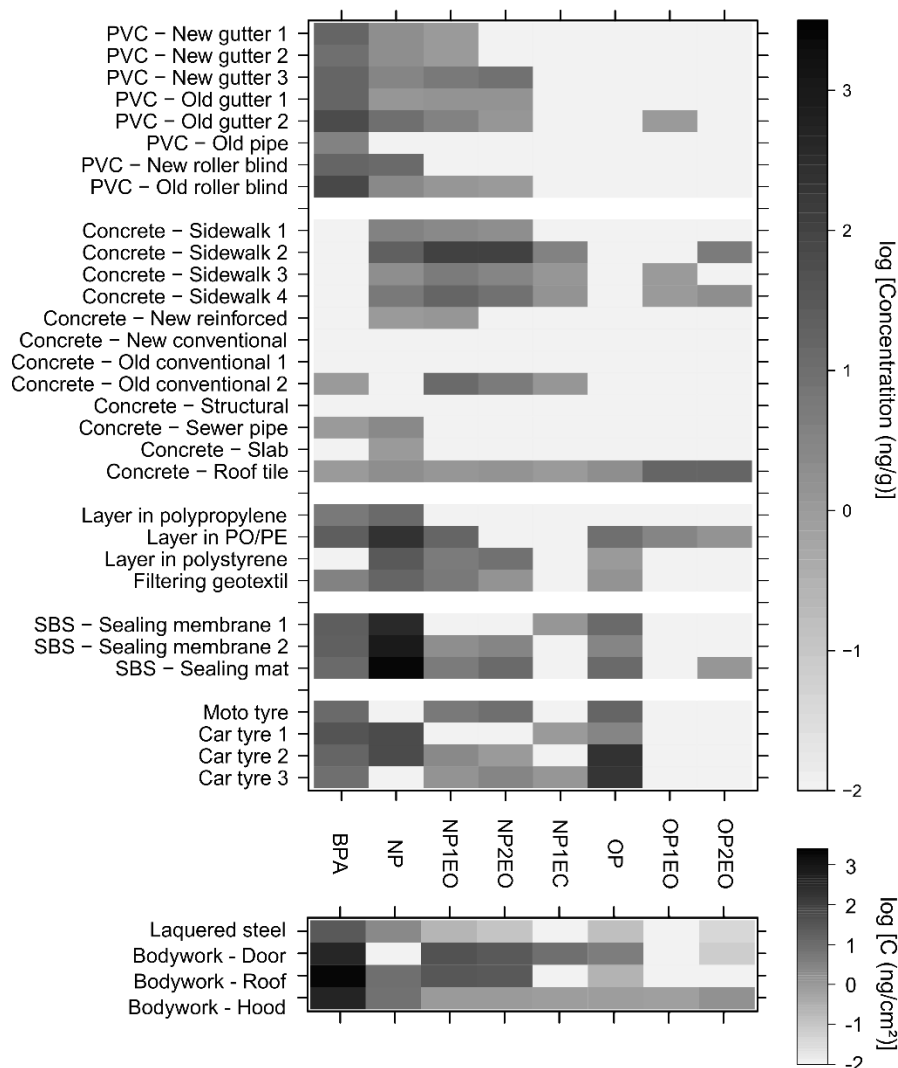 PVC − New gutter 1
PVC − New gutter 2
PVC − New gutter 3
PVC − Old gutter 1
PVC − Old gutter 2
PVC − Old pipe
PVC − New roller blind
PVC − Old roller blind
Concrete − Sidewalk 1
Concrete − Sidewalk 2
Concrete − Sidewalk 3
Concrete − Sidewalk 4
Concrete − New reinforced
Concrete − New conventional
Concrete − Old conventional 1
Concrete − Old conventional 2
Concrete − Structural
Concrete − Sewer pipe
Concrete − Slab
Concrete − Roof tile
Layer in polypropylene
Layer in PO/PE
Layer in polystyrene
Filtering geotextil
SBS − Sealing membrane 1
SBS − Sealing membrane 2
SBS − Sealing mat
Moto tyre
Car tyre 1
Car tyre 2
Car tyre 3
3
2
1
0
−1
−2
log [Concentratiton (ng/g)]
BPA
NP
NP1EO
NP2EO
NP1EC
OP
OP1EO
OP2EO
Laquered steel
Bodywork - Door
Bodywork - Roof
Bodywork - Hood
3
2
1
0
-1
-2
log [C (ng/cm²)]